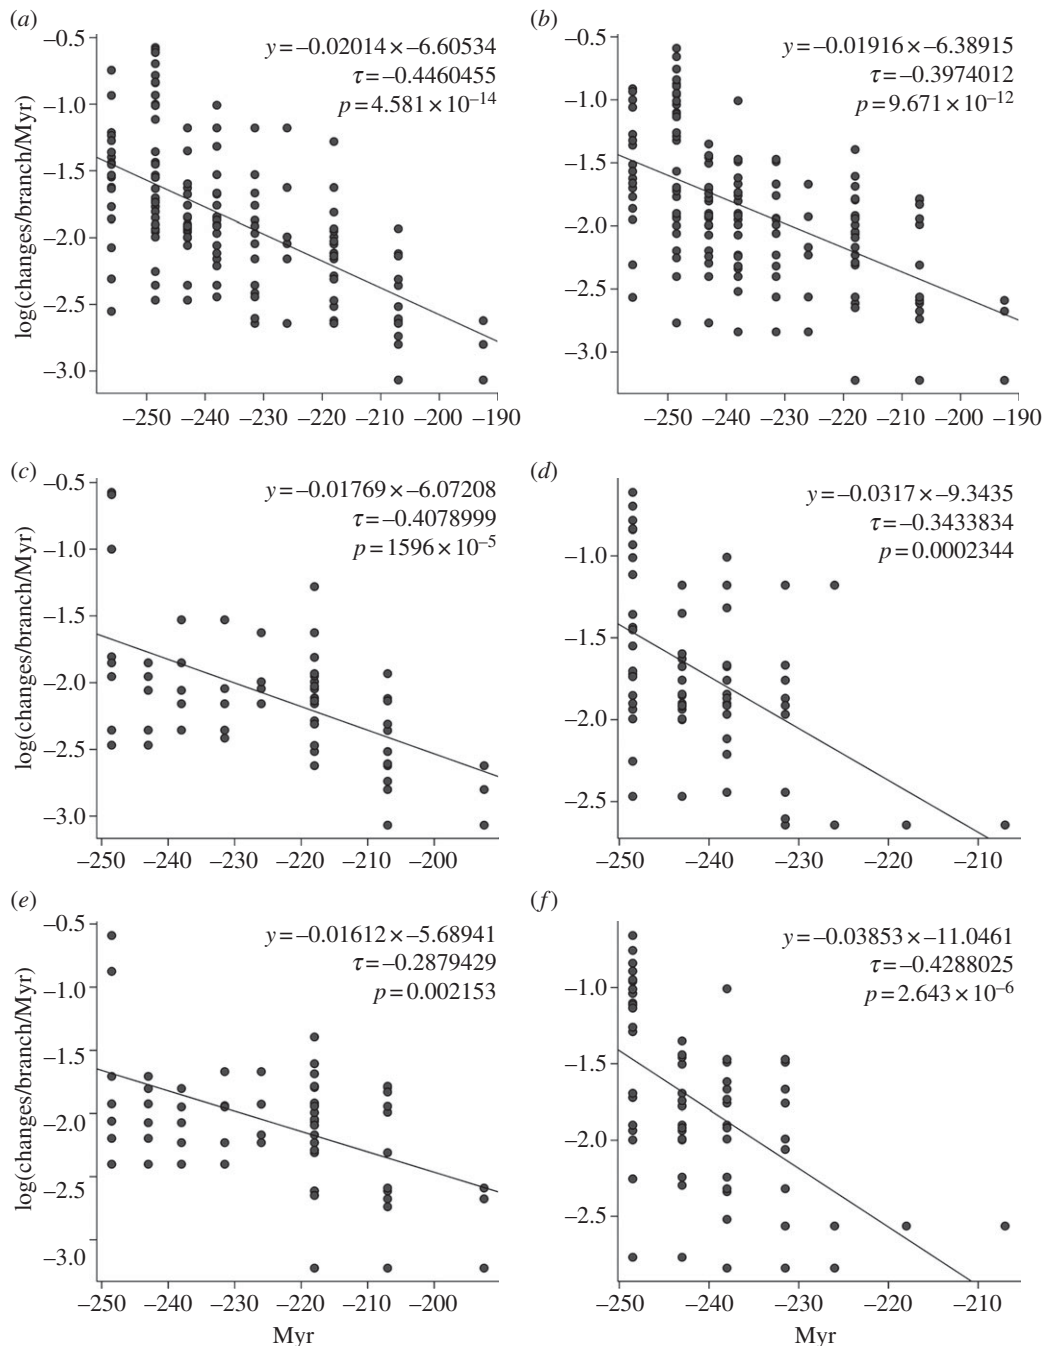 (a)
y=−0.02014×−6.60534
τ=−0.4460455
p=4.581×10⁻¹⁴
log(changes/branch/Myr)
−0.5
−1.0
−1.5
−2.0
−2.5
−3.0
−250 −240 −230 −220 −210 −200 −190
(b)
y=−0.01916×−6.38915
τ=−0.3974012
p=9.671×10⁻¹²
−0.5
−1.0
−1.5
−2.0
−2.5
−3.0
−250 −240 −230 −220 −210 −200 −190
(c)
y=−0.01769×−6.07208
τ=−0.4078999
p=1596×10⁻⁵
log(changes/branch/Myr)
−0.5
−1.0
−1.5
−2.0
−2.5
−3.0
−250 −240 −230 −220 −210 −200
(d)
y=−0.0317×−9.3435
τ=−0.3433834
p=0.0002344
−1.0
−1.5
−2.0
−2.5
−250 −240 −230 −220 −210
(e)
y=−0.01612×−5.68941
τ=−0.2879429
p=0.002153
log(changes/branch/Myr)
−0.5
−1.0
−1.5
−2.0
−2.5
−3.0
−250 −240 −230 −220 −210 −200
Myr
(f)
y=−0.03853×−11.0461
τ=−0.4288025
p=2.643×10⁻⁶
−1.0
−1.5
−2.0
−2.5
−250 −240 −230 −220 −210
Myr